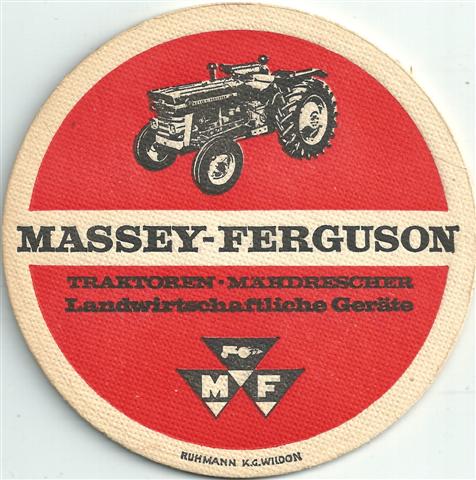 MASSEY-FERGUSON
TRAKTOREN · MÄHDRESCHER
Landwirtschaftliche Geräte
M F
RUHMANN K.G. WILDON